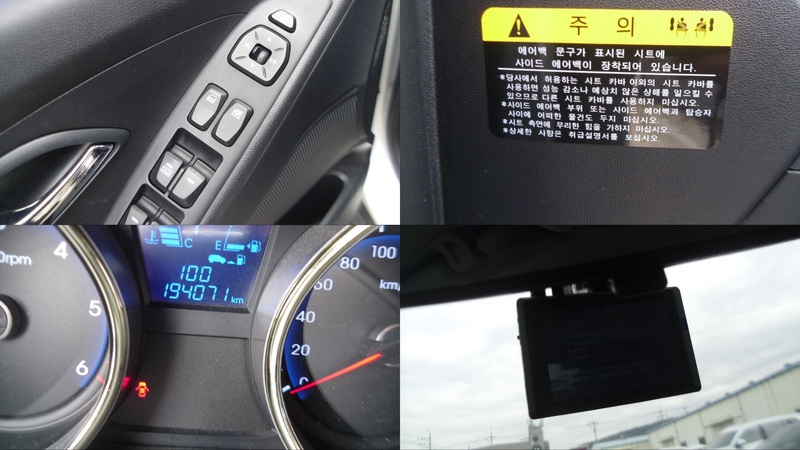 주 의
에어백 문구가 표시된 시트에
사이드 에어백이 장착되어 있습니다.
*당사에서 허용하는 시트 카바 이외의 시트 카바를
사용하면 성능 감소나 예상치 않은 상해를 일으킬 수
있으므로 다른 시트 카바를 사용하지 마십시오.
*사이드 에어백 부위 또는 사이드 에어백과 탑승자
사이에 어떠한 물건도 두지 마십시오.
*시트 측면에 무리한 힘을 가하지 마십시오.
*상세한 사항은 취급설명서를 보십시오
4
5
6
0rpm
C
E
100
194071 km
100
80
60
40
20
0
km/